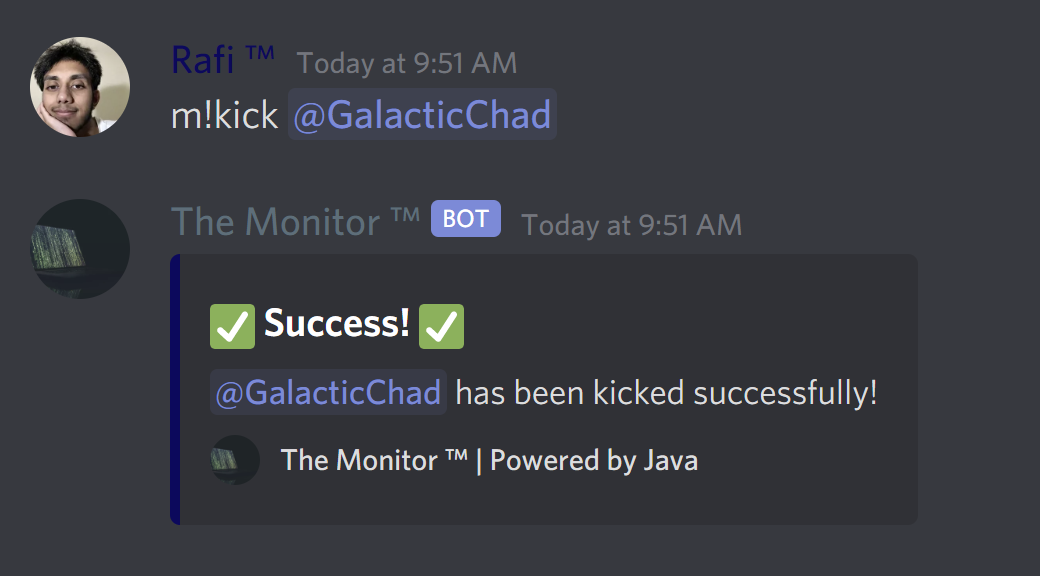 Rafi ™ Today at 9:51 AM
m!kick @GalacticChad
The Monitor ™ BOT Today at 9:51 AM
✅ Success! ✅
@GalacticChad has been kicked successfully!
The Monitor ™ | Powered by Java